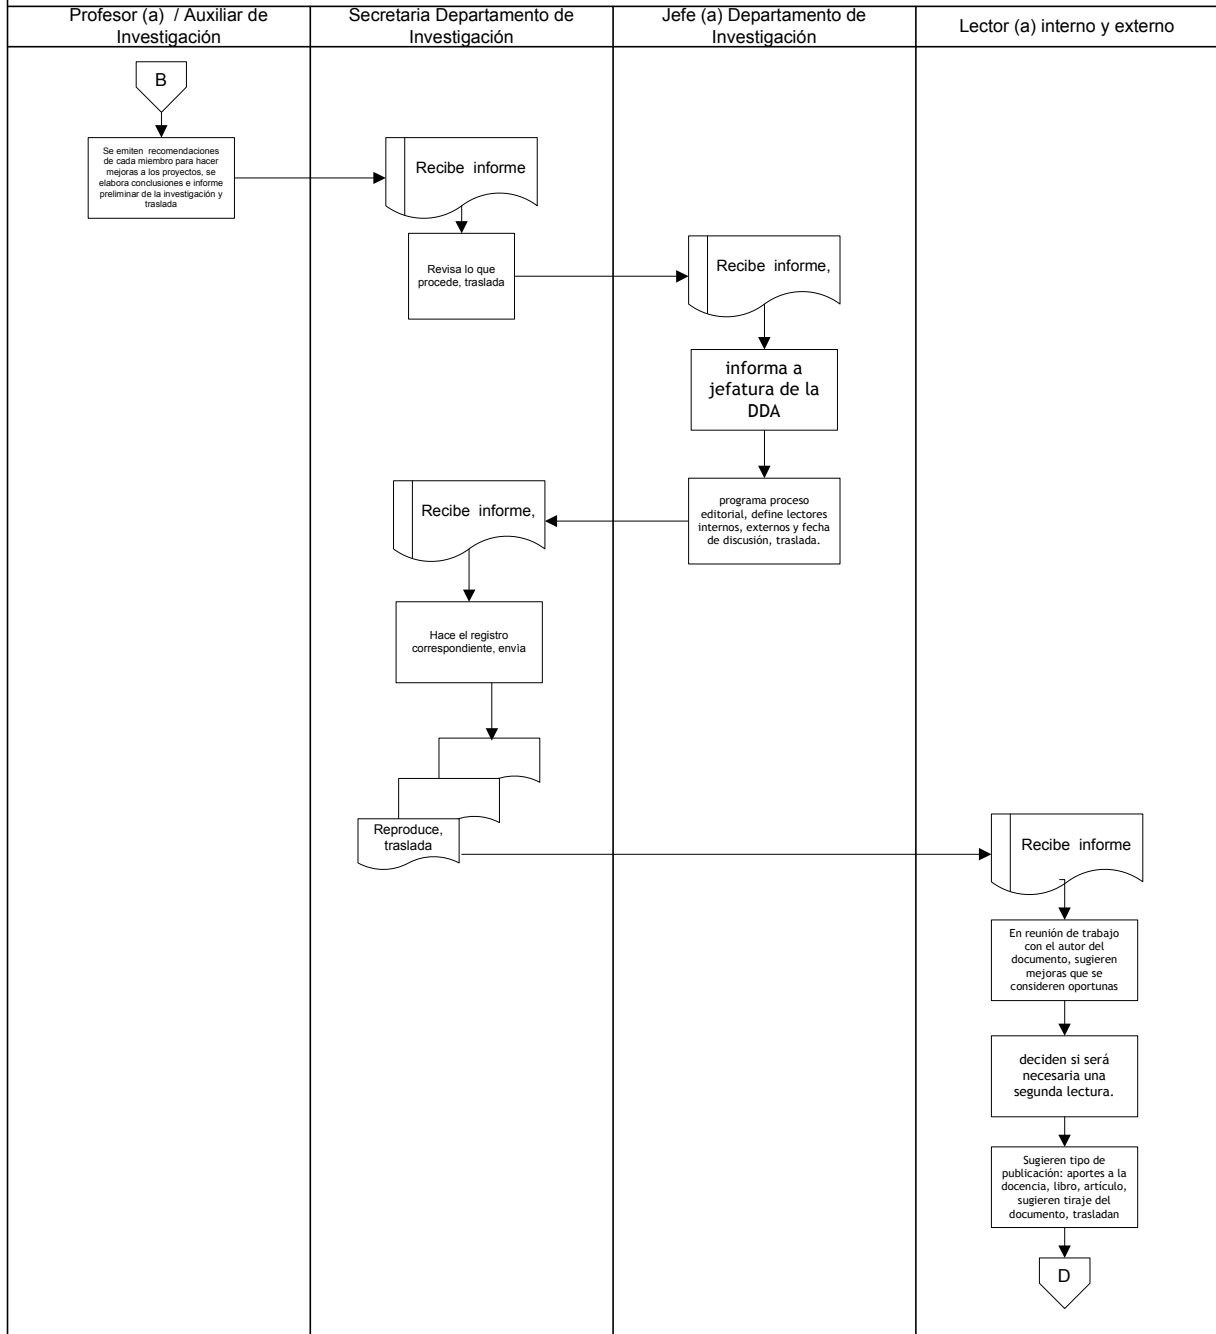 Profesor (a)  / Auxiliar de
Investigación
Secretaria Departamento de
Investigación
Jefe (a) Departamento de
Investigación
Lector (a) interno y externo
B
Se emiten  recomendaciones
de cada  miembro para hacer
mejoras a los proyectos, se
elabora conclusiones e informe
preliminar de la investigación y
traslada
Recibe  informe
Revisa lo que
procede, traslada
Recibe  informe,
informa a
jefatura de la
DDA
programa proceso
editorial, define lectores
internos, externos y fecha
de discusión, traslada.
Recibe  informe,
Hace el registro
correspondiente, envìa
Reproduce,
traslada
Recibe  informe
En reunión de trabajo
con el autor del
documento, sugieren
mejoras que se
consideren oportunas
deciden si será
necesaria una
segunda lectura.
Sugieren tipo de
publicación: aportes a la
docencia, libro, artículo,
sugieren tiraje del
documento, trasladan
D